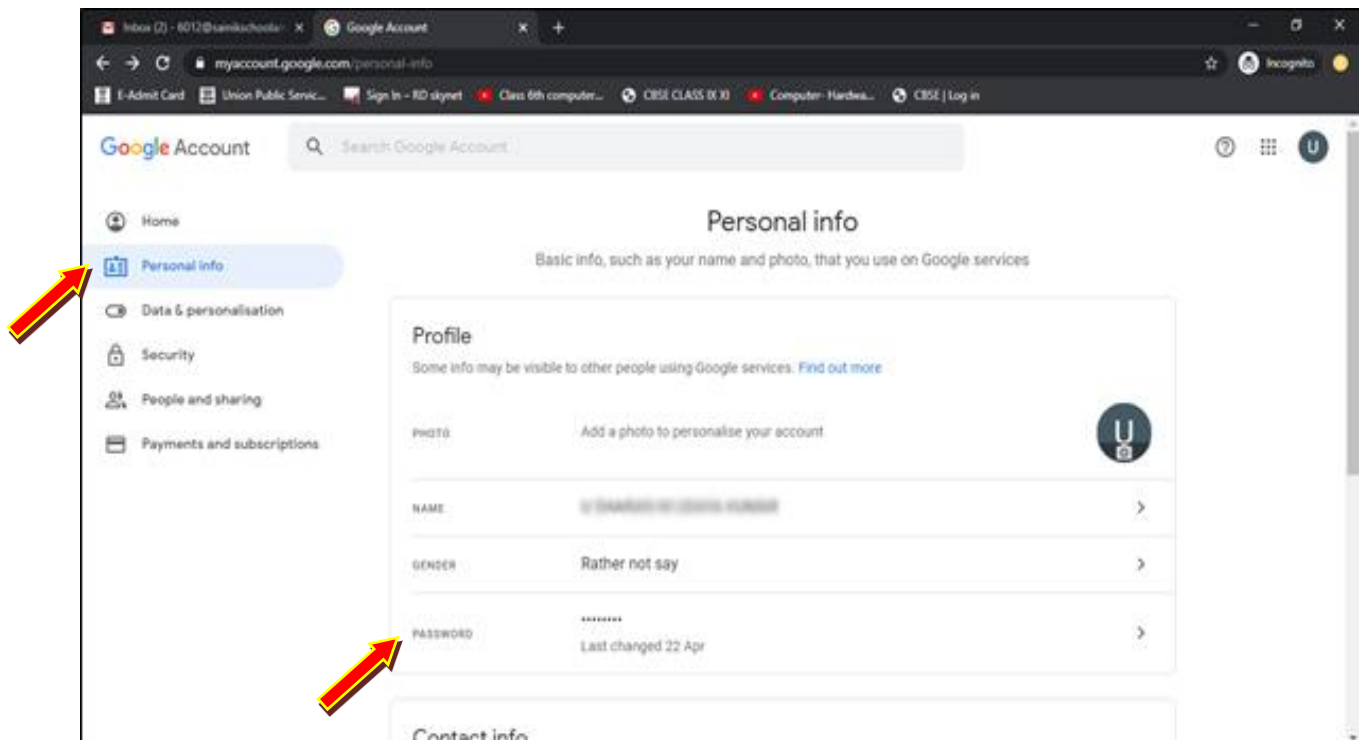 Inbox (2) - 6012@sainikschoola
Google Account
myaccount.google.com/personal-info
Incognito
E-Admit Card
Union Public Servic...
Sign In – RD skynet
Class 6th computer...
CBSE CLASS IX XI
Computer- Hardwa...
CBSE | Log in
Google Account
Search Google Account
U
Home
Personal info
Data & personalisation
Security
People and sharing
Payments and subscriptions
Personal info
Basic info, such as your name and photo, that you use on Google services
Profile
Some info may be visible to other people using Google services. Find out more
PHOTO
Add a photo to personalise your account
U
NAME
GENDER
Rather not say
PASSWORD
••••••••
Last changed 22 Apr
Contact info